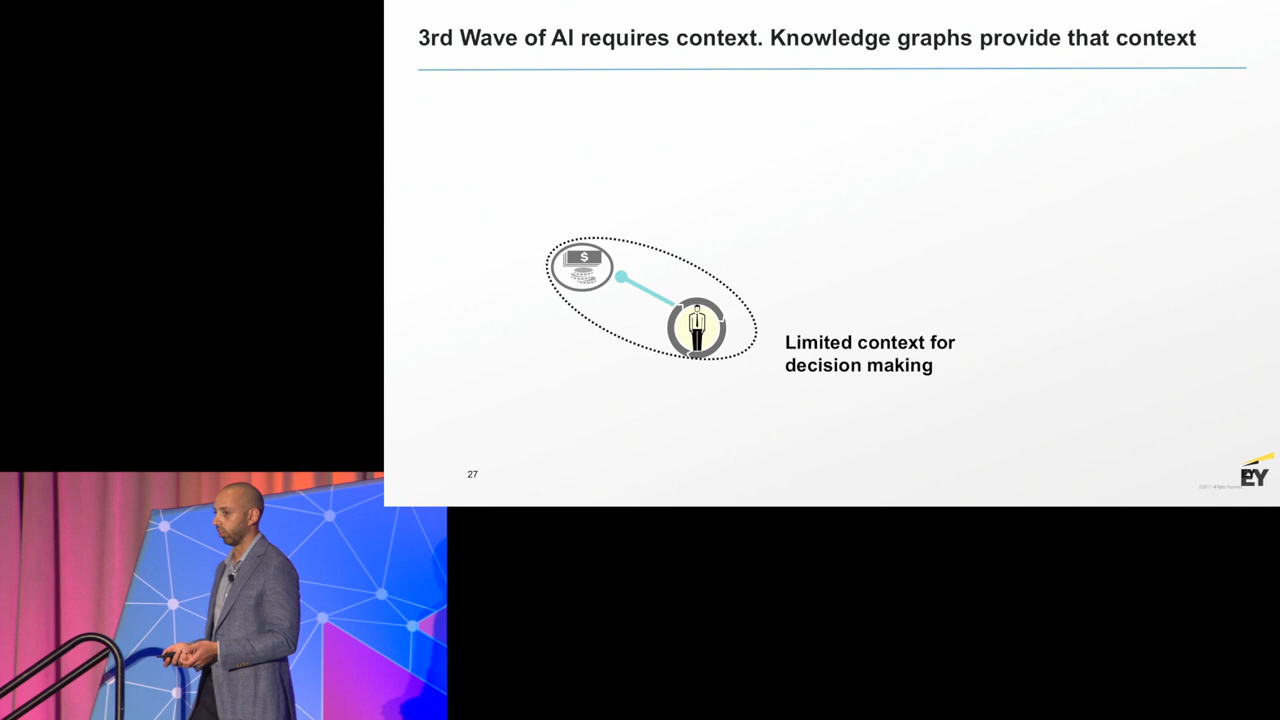 3rd Wave of AI requires context. Knowledge graphs provide that context
$
Limited context for
decision making
27
EY